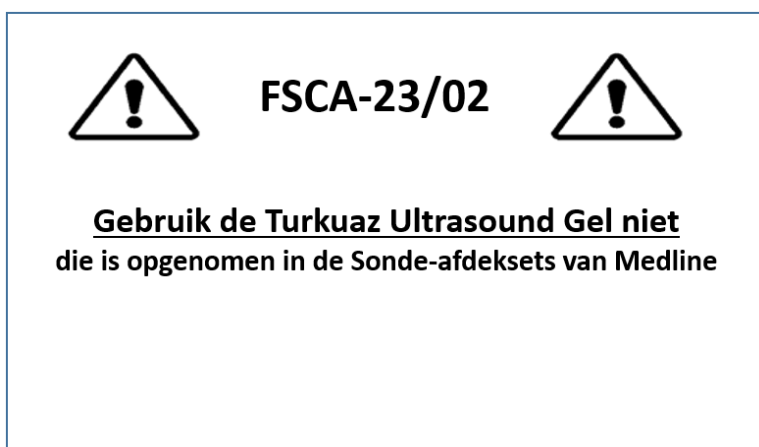 FSCA-23/02
Gebruik de Turkuaz Ultrasound Gel niet
die is opgenomen in de Sonde-afdeksets van Medline